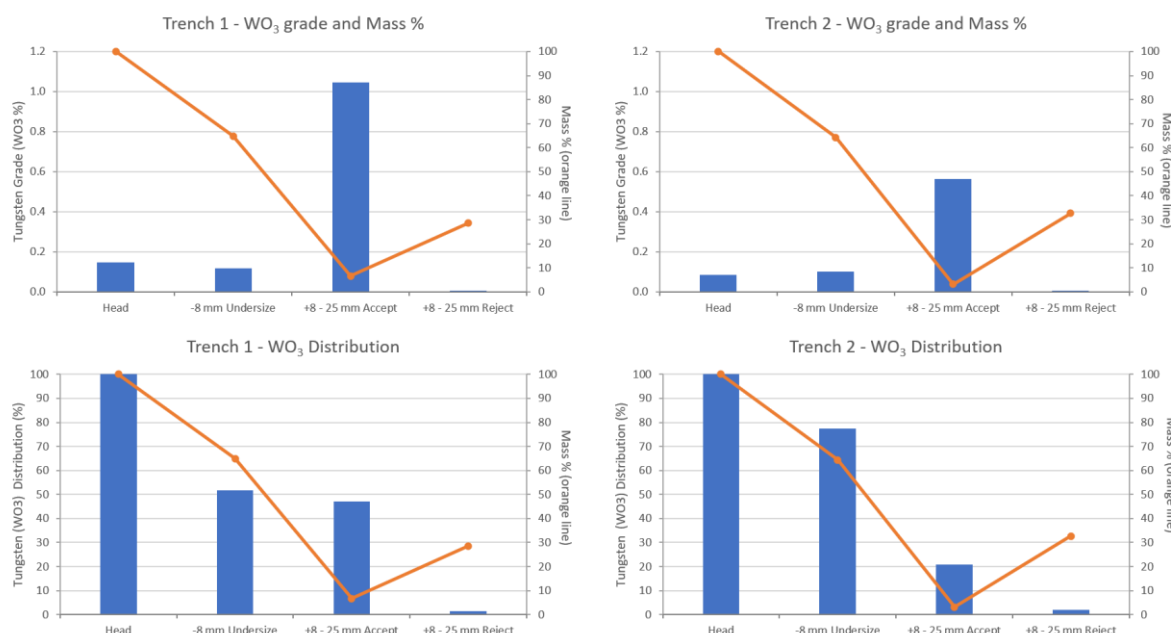 Trench 1 - WO₃ grade and Mass %
Tungsten Grade (WO3 %)
1.2
1.0
0.8
0.6
0.4
0.2
0.0
100
90
80
70
60
50
40
30
20
10
0
Mass % (orange line)
Head
-8 mm Undersize
+8 - 25 mm Accept
+8 - 25 mm Reject
Trench 2 - WO₃ grade and Mass %
Tungsten Grade (WO3 %)
1.2
1.0
0.8
0.6
0.4
0.2
0.0
100
90
80
70
60
50
40
30
20
10
0
Mass % (orange line)
Head
-8 mm Undersize
+8 - 25 mm Accept
+8 - 25 mm Reject
Trench 1 - WO₃ Distribution
Tungsten (WO3) Distribution (%)
100
90
80
70
60
50
40
30
20
10
0
100
90
80
70
60
50
40
30
20
10
0
Mass % (orange line)
Head
-8 mm Undersize
+8 - 25 mm Accept
+8 - 25 mm Reject
Trench 2 - WO₃ Distribution
Tungsten (WO3) Distribution (%)
100
90
80
70
60
50
40
30
20
10
0
100
90
80
70
60
50
40
30
20
10
0
Mass % (orange line)
Head
-8 mm Undersize
+8 - 25 mm Accept
+8 - 25 mm Reject